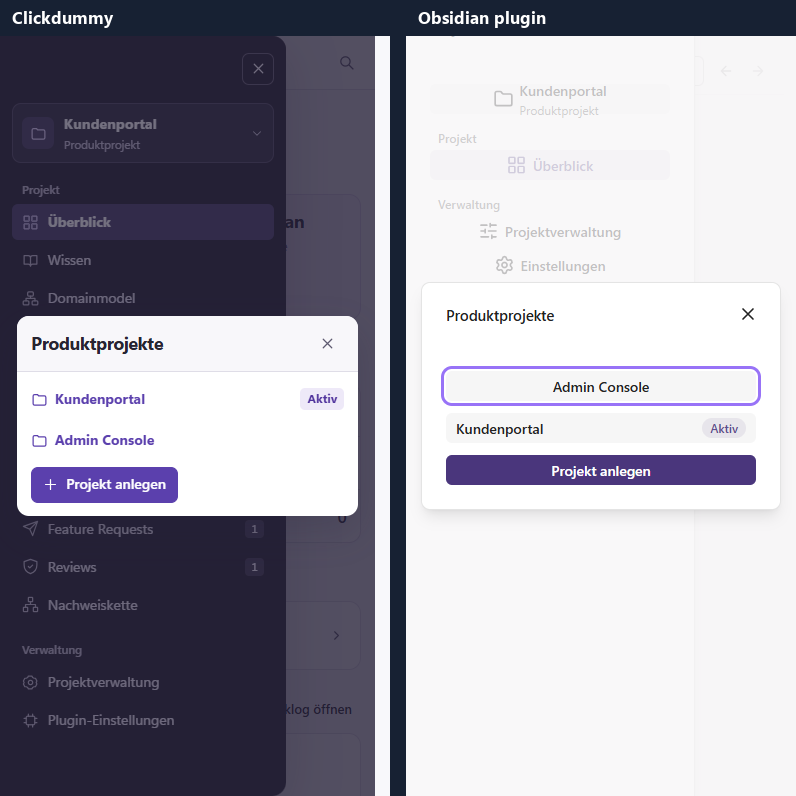 Clickdummy
Kundenportal
Produktprojekt
Projekt
Überblick
Wissen
Domainmodel
an
Produktprojekte
Kundenportal
Aktiv
Admin Console
Projekt anlegen
0
Feature Requests
1
Reviews
1
Nachweiskette
Verwaltung
Projektverwaltung
klog öffnen
Plugin-Einstellungen
Obsidian plugin
Kundenportal
Produktprojekt
Projekt
Überblick
Verwaltung
Projektverwaltung
Einstellungen
Produktprojekte
Admin Console
Kundenportal
Aktiv
Projekt anlegen